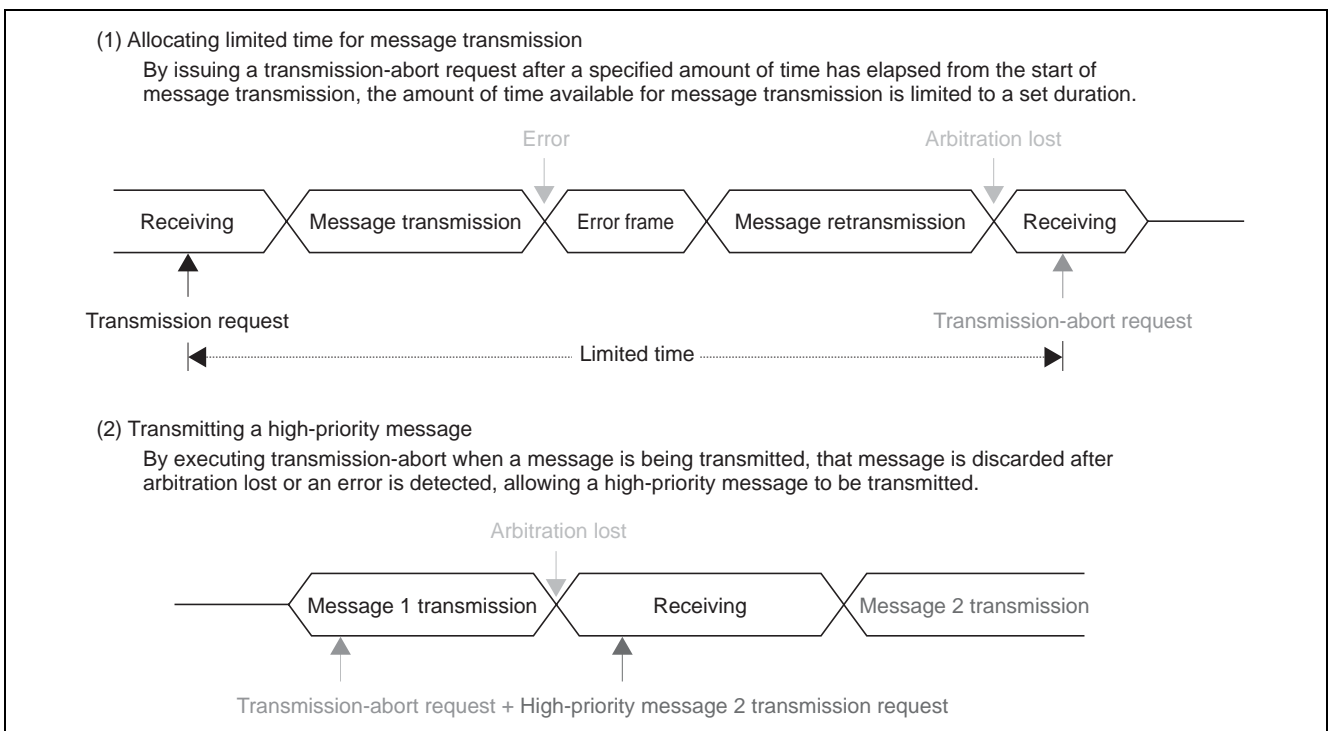 (1) Allocating limited time for message transmission
By issuing a transmission-abort request after a specified amount of time has elapsed from the start of
message transmission, the amount of time available for message transmission is limited to a set duration.
Error
Arbitration lost
Receiving
Message transmission
Error frame
Message retransmission
Receiving
Transmission request
Transmission-abort request
Limited time
(2) Transmitting a high-priority message
By executing transmission-abort when a message is being transmitted, that message is discarded after
arbitration lost or an error is detected, allowing a high-priority message to be transmitted.
Arbitration lost
Message 1 transmission
Receiving
Message 2 transmission
Transmission-abort request + High-priority message 2 transmission request